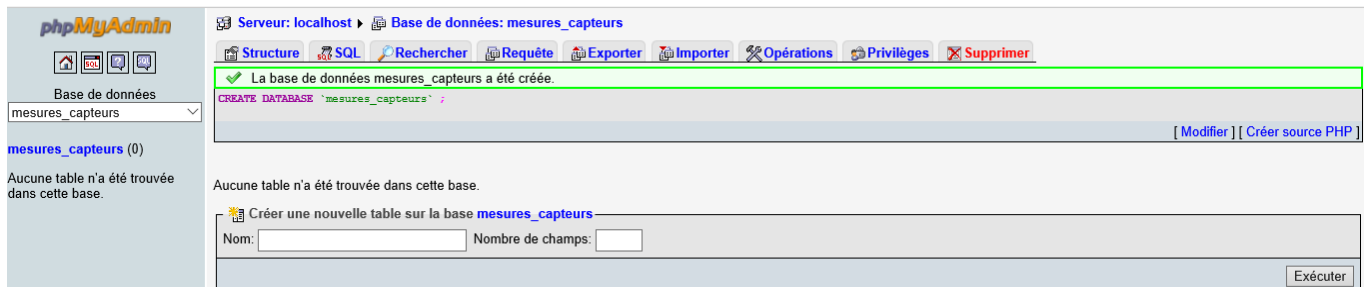 phpMyAdmin
SQL ? SQL
Base de données
mesures_capteurs
mesures_capteurs (0)
Aucune table n'a été trouvée
dans cette base.
Serveur: localhost ▸ Base de données: mesures_capteurs
Structure SQL Rechercher Requête Exporter Importer Opérations Privilèges Supprimer
La base de données mesures_capteurs a été créée.
CREATE DATABASE `mesures_capteurs` ;
[ Modifier ] [ Créer source PHP ]
Aucune table n'a été trouvée dans cette base.
Créer une nouvelle table sur la base mesures_capteurs
Nom: Nombre de champs:
Exécuter